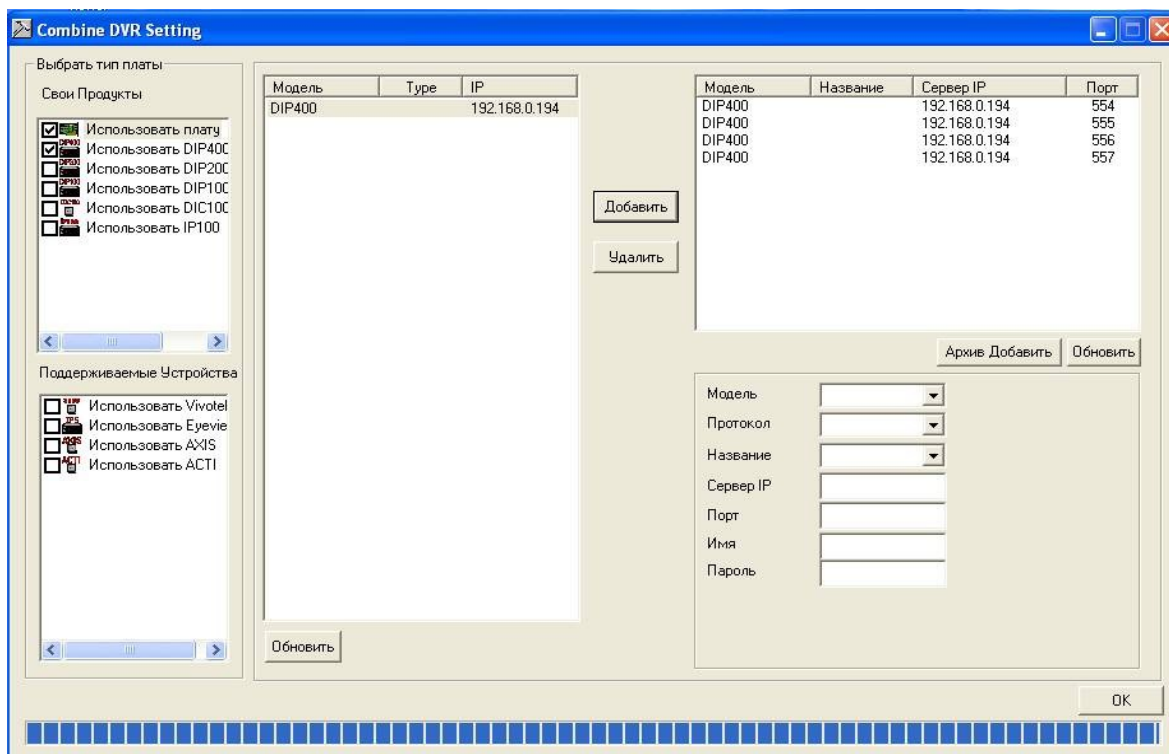 Combine DVR Setting
Выбрать тип платы
Свои Продукты
Использовать плату
Использовать DIP400
Использовать DIP200
Использовать DIP100
Использовать DIC100
Использовать IP100
Поддерживаемые Устройства
Использовать Vivotel
Использовать Eyevie
Использовать AXIS
Использовать ACTI
Модель Type IP
DIP400 192.168.0.194
Обновить
Добавить
Удалить
Модель Название Сервер IP Порт
DIP400 192.168.0.194 554
DIP400 192.168.0.194 555
DIP400 192.168.0.194 556
DIP400 192.168.0.194 557
Архив Добавить Обновить
Модель
Протокол
Название
Сервер IP
Порт
Имя
Пароль
OK